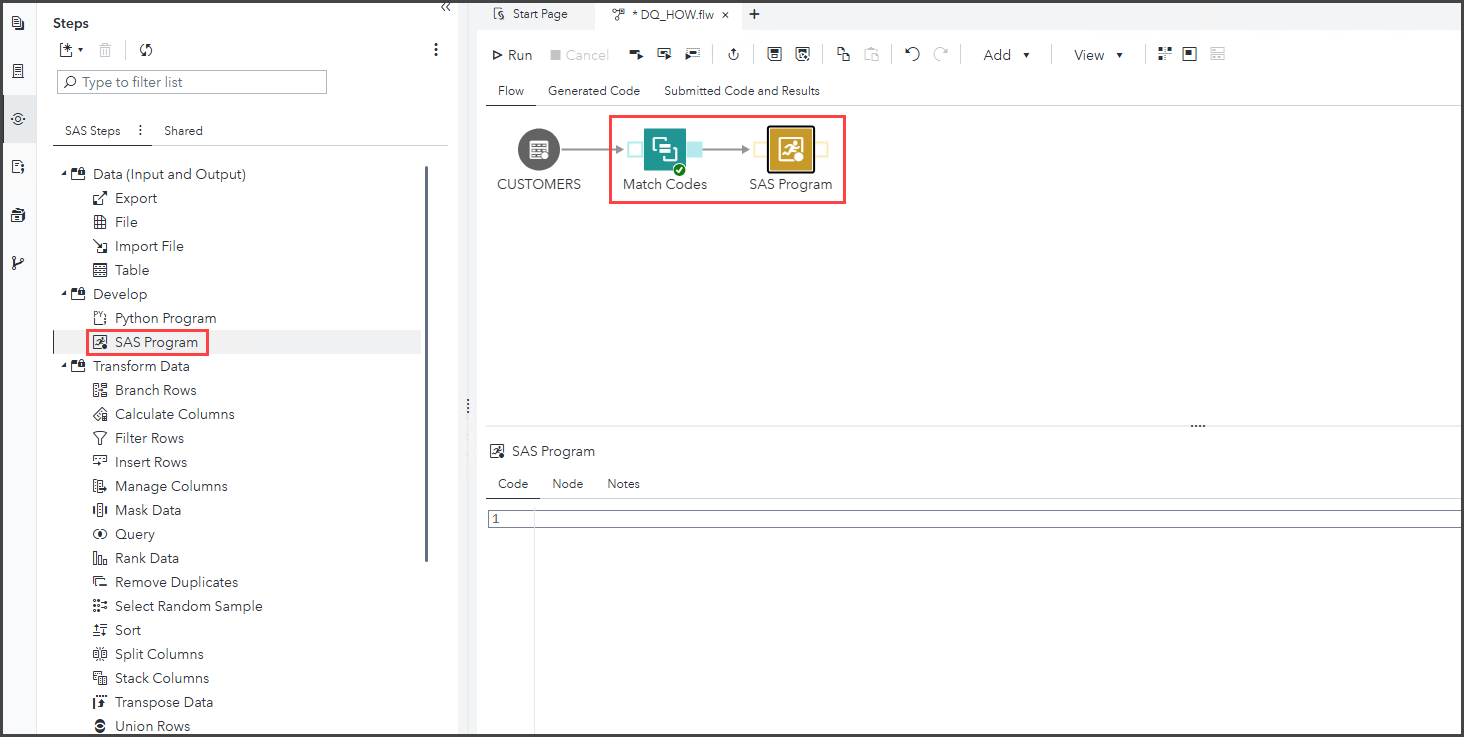 Steps
Type to filter list
SAS Steps
Shared
Data (Input and Output)
Export
File
Import File
Table
Develop
Python Program
SAS Program
Transform Data
Branch Rows
Calculate Columns
Filter Rows
Insert Rows
Manage Columns
Mask Data
Query
Rank Data
Remove Duplicates
Select Random Sample
Sort
Split Columns
Stack Columns
Transpose Data
Union Rows
Start Page
* DQ_HOW.flw
Run
Cancel
Add
View
Flow
Generated Code
Submitted Code and Results
CUSTOMERS
Match Codes
SAS Program
SAS Program
Code
Node
Notes
1